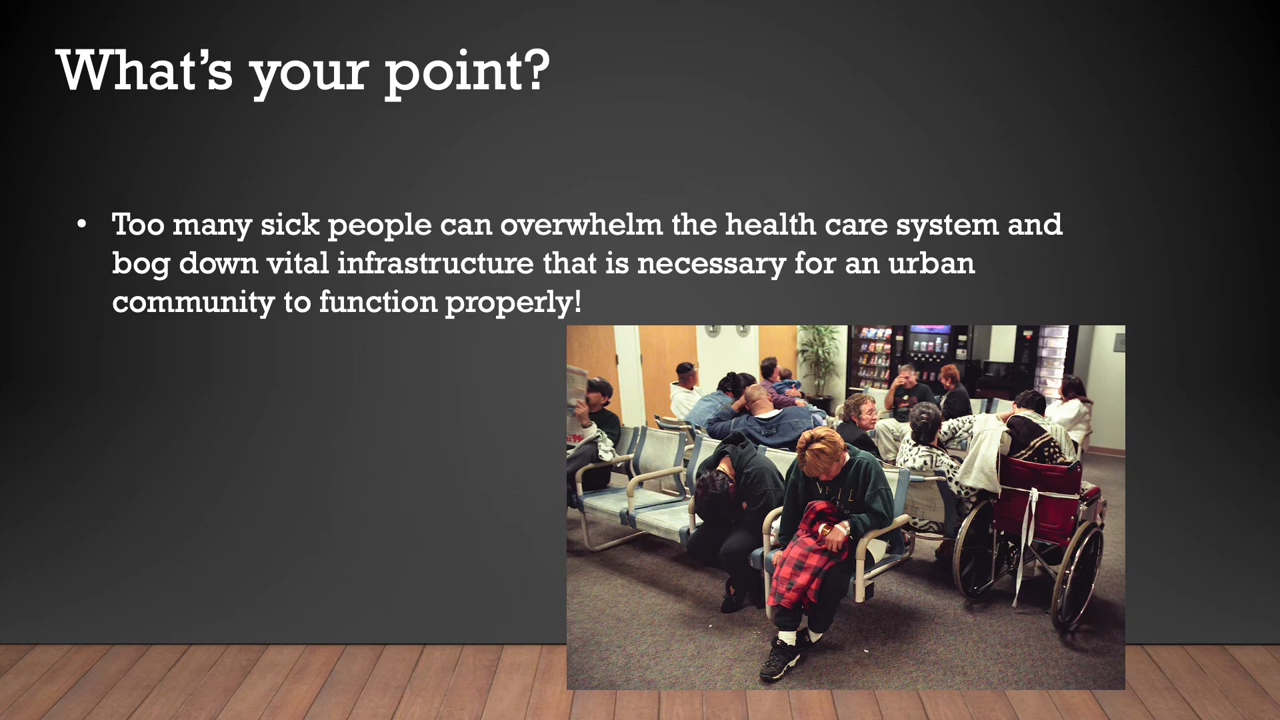 What’s your point?
• Too many sick people can overwhelm the health care system and
bog down vital infrastructure that is necessary for an urban
community to function properly!